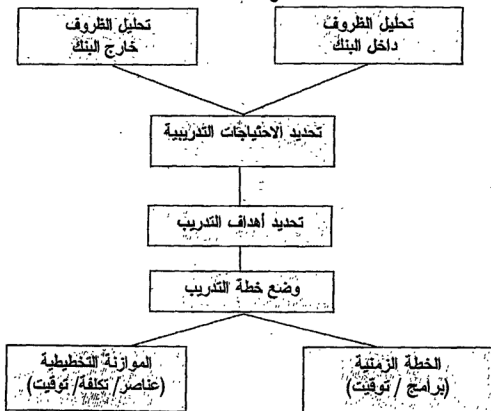 تحليل الظروف
داخل البنك
تحليل الظروف
خارج البنك
تحديد الاحتياجات التدريبية
تحديد أهداف التدريب
وضع خطة التدريب
الخطة الزمنية
(برامج / توقيت)
الموازنة التخطيطية
(عناصر/ تكلفة/ توقيت)